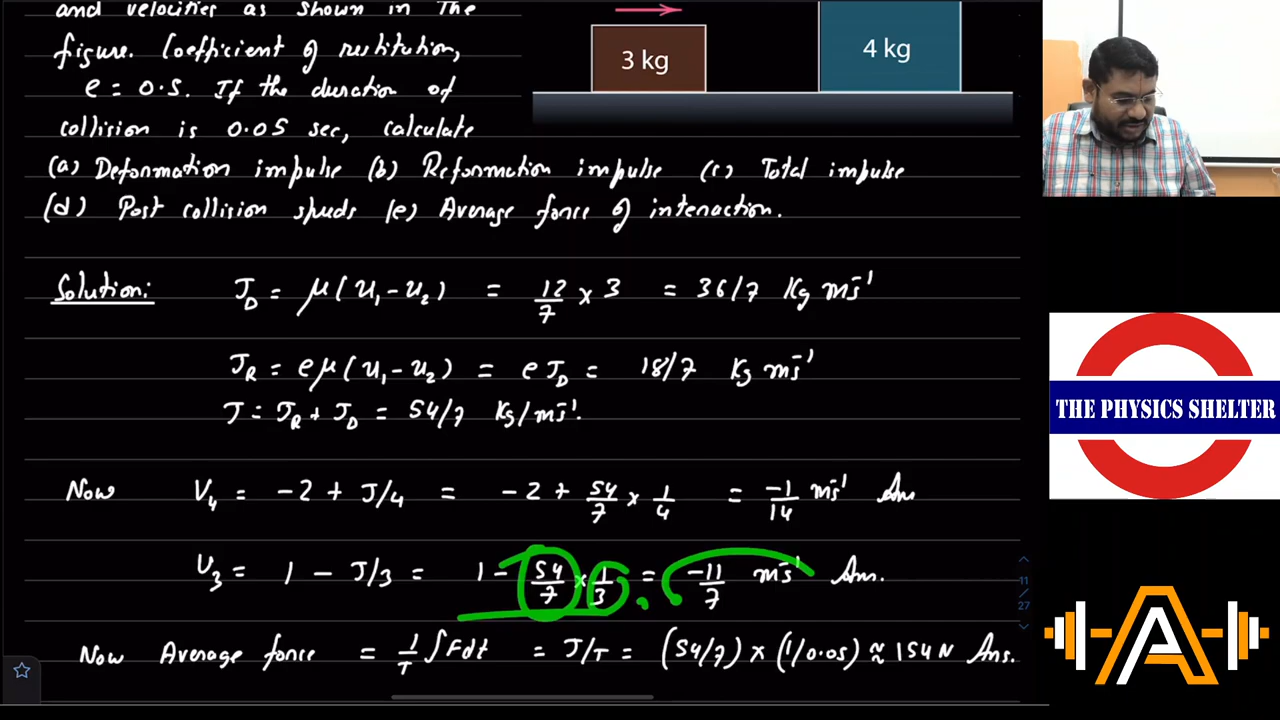 and velocities as shown in the
figure. Coefficient of restitution,
e = 0.5. If the duration of
collision is 0.05 sec, calculate
(a) Deformation impulse (b) Reformation impulse (c) Total impulse
(d) Post collision speeds (e) Average force of interaction.
3 kg
4 kg
Solution: J_D = μ(u₁-u₂) = 12/7 × 3 = 36/7 Kg ms⁻¹
J_R = eμ(u₁-u₂) = eJ_D = 18/7 Kg ms⁻¹
J = J_R + J_D = 54/7 Kg/ms⁻¹.
Now V₄ = -2 + J/4 = -2 + 54/7 × 1/4 = -1/14 ms⁻¹ Ans
V₃ = 1 - J/3 = 1 - 54/7 × 1/3 = -11/7 ms⁻¹ Ans.
Now Average force = 1/T ∫Fdt = J/T = (54/7) × (1/0.05) ≈ 154 N Ans.
11
/
27
THE PHYSICS SHELTER
A